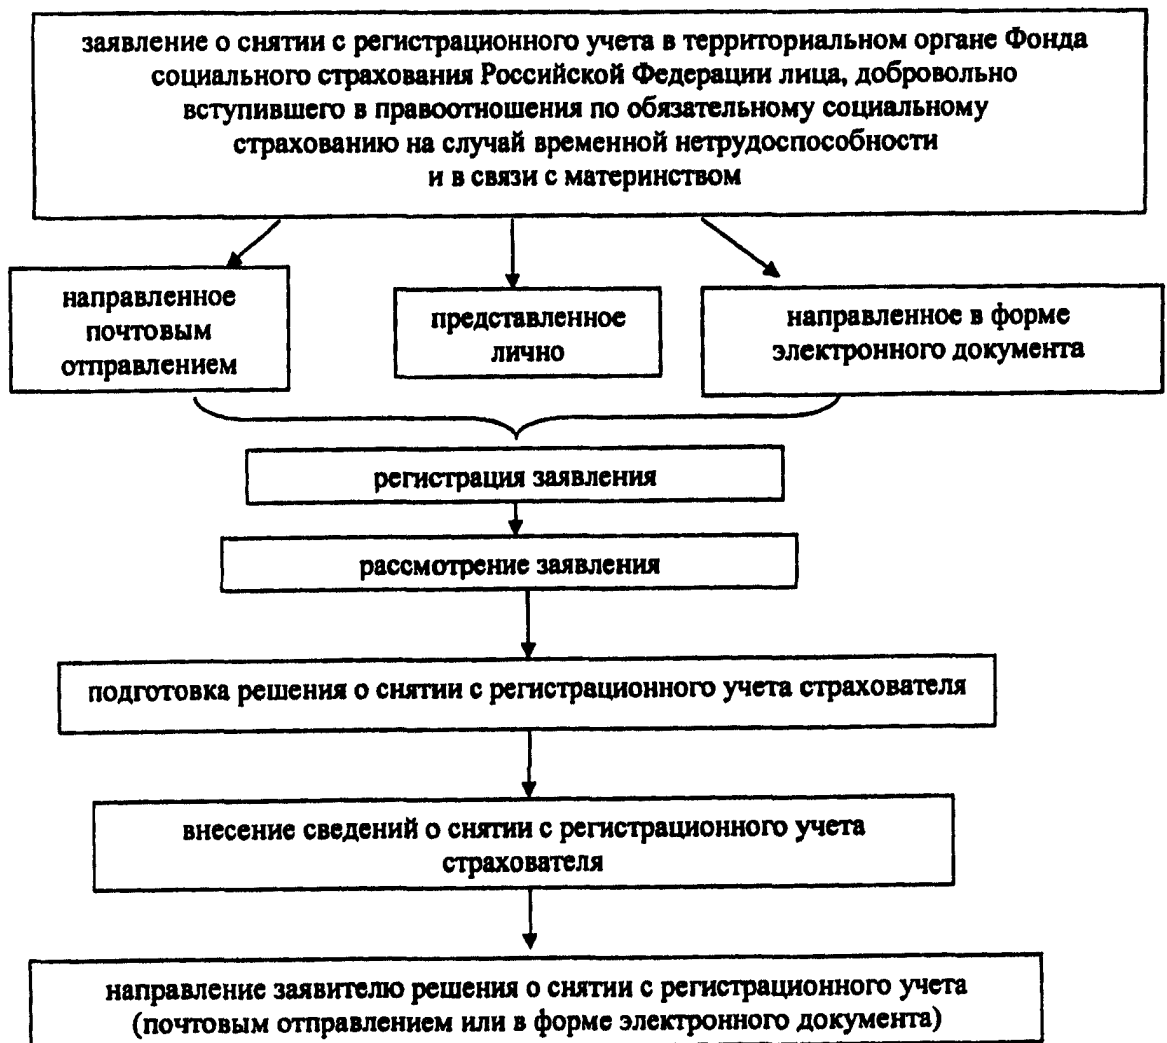 заявление о снятии с регистрационного учета в территориальном органе Фонда
социального страхования Российской Федерации лица, добровольно
вступившего в правоотношения по обязательному социальному
страхованию на случай временной нетрудоспособности
и в связи с материнством
направленное
почтовым
отправлением
представленное
лично
направленное в форме
электронного документа
регистрация заявления
рассмотрение заявления
подготовка решения о снятии с регистрационного учета страхователя
внесение сведений о снятии с регистрационного учета
страхователя
направление заявителю решения о снятии с регистрационного учета
(почтовым отправлением или в форме электронного документа)